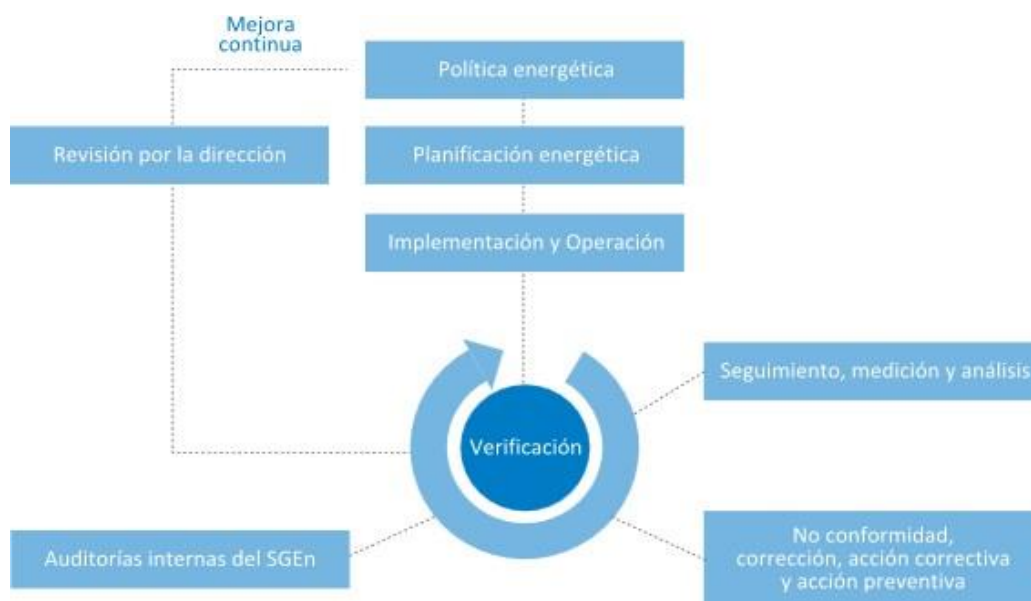 Mejora
continua
Política energética
Revisión por la dirección
Planificación energética
Implementación y Operación
Seguimiento, medición y análisis
Verificación
Auditorías internas del SGEn
No conformidad,
corrección, acción correctiva
y acción preventiva